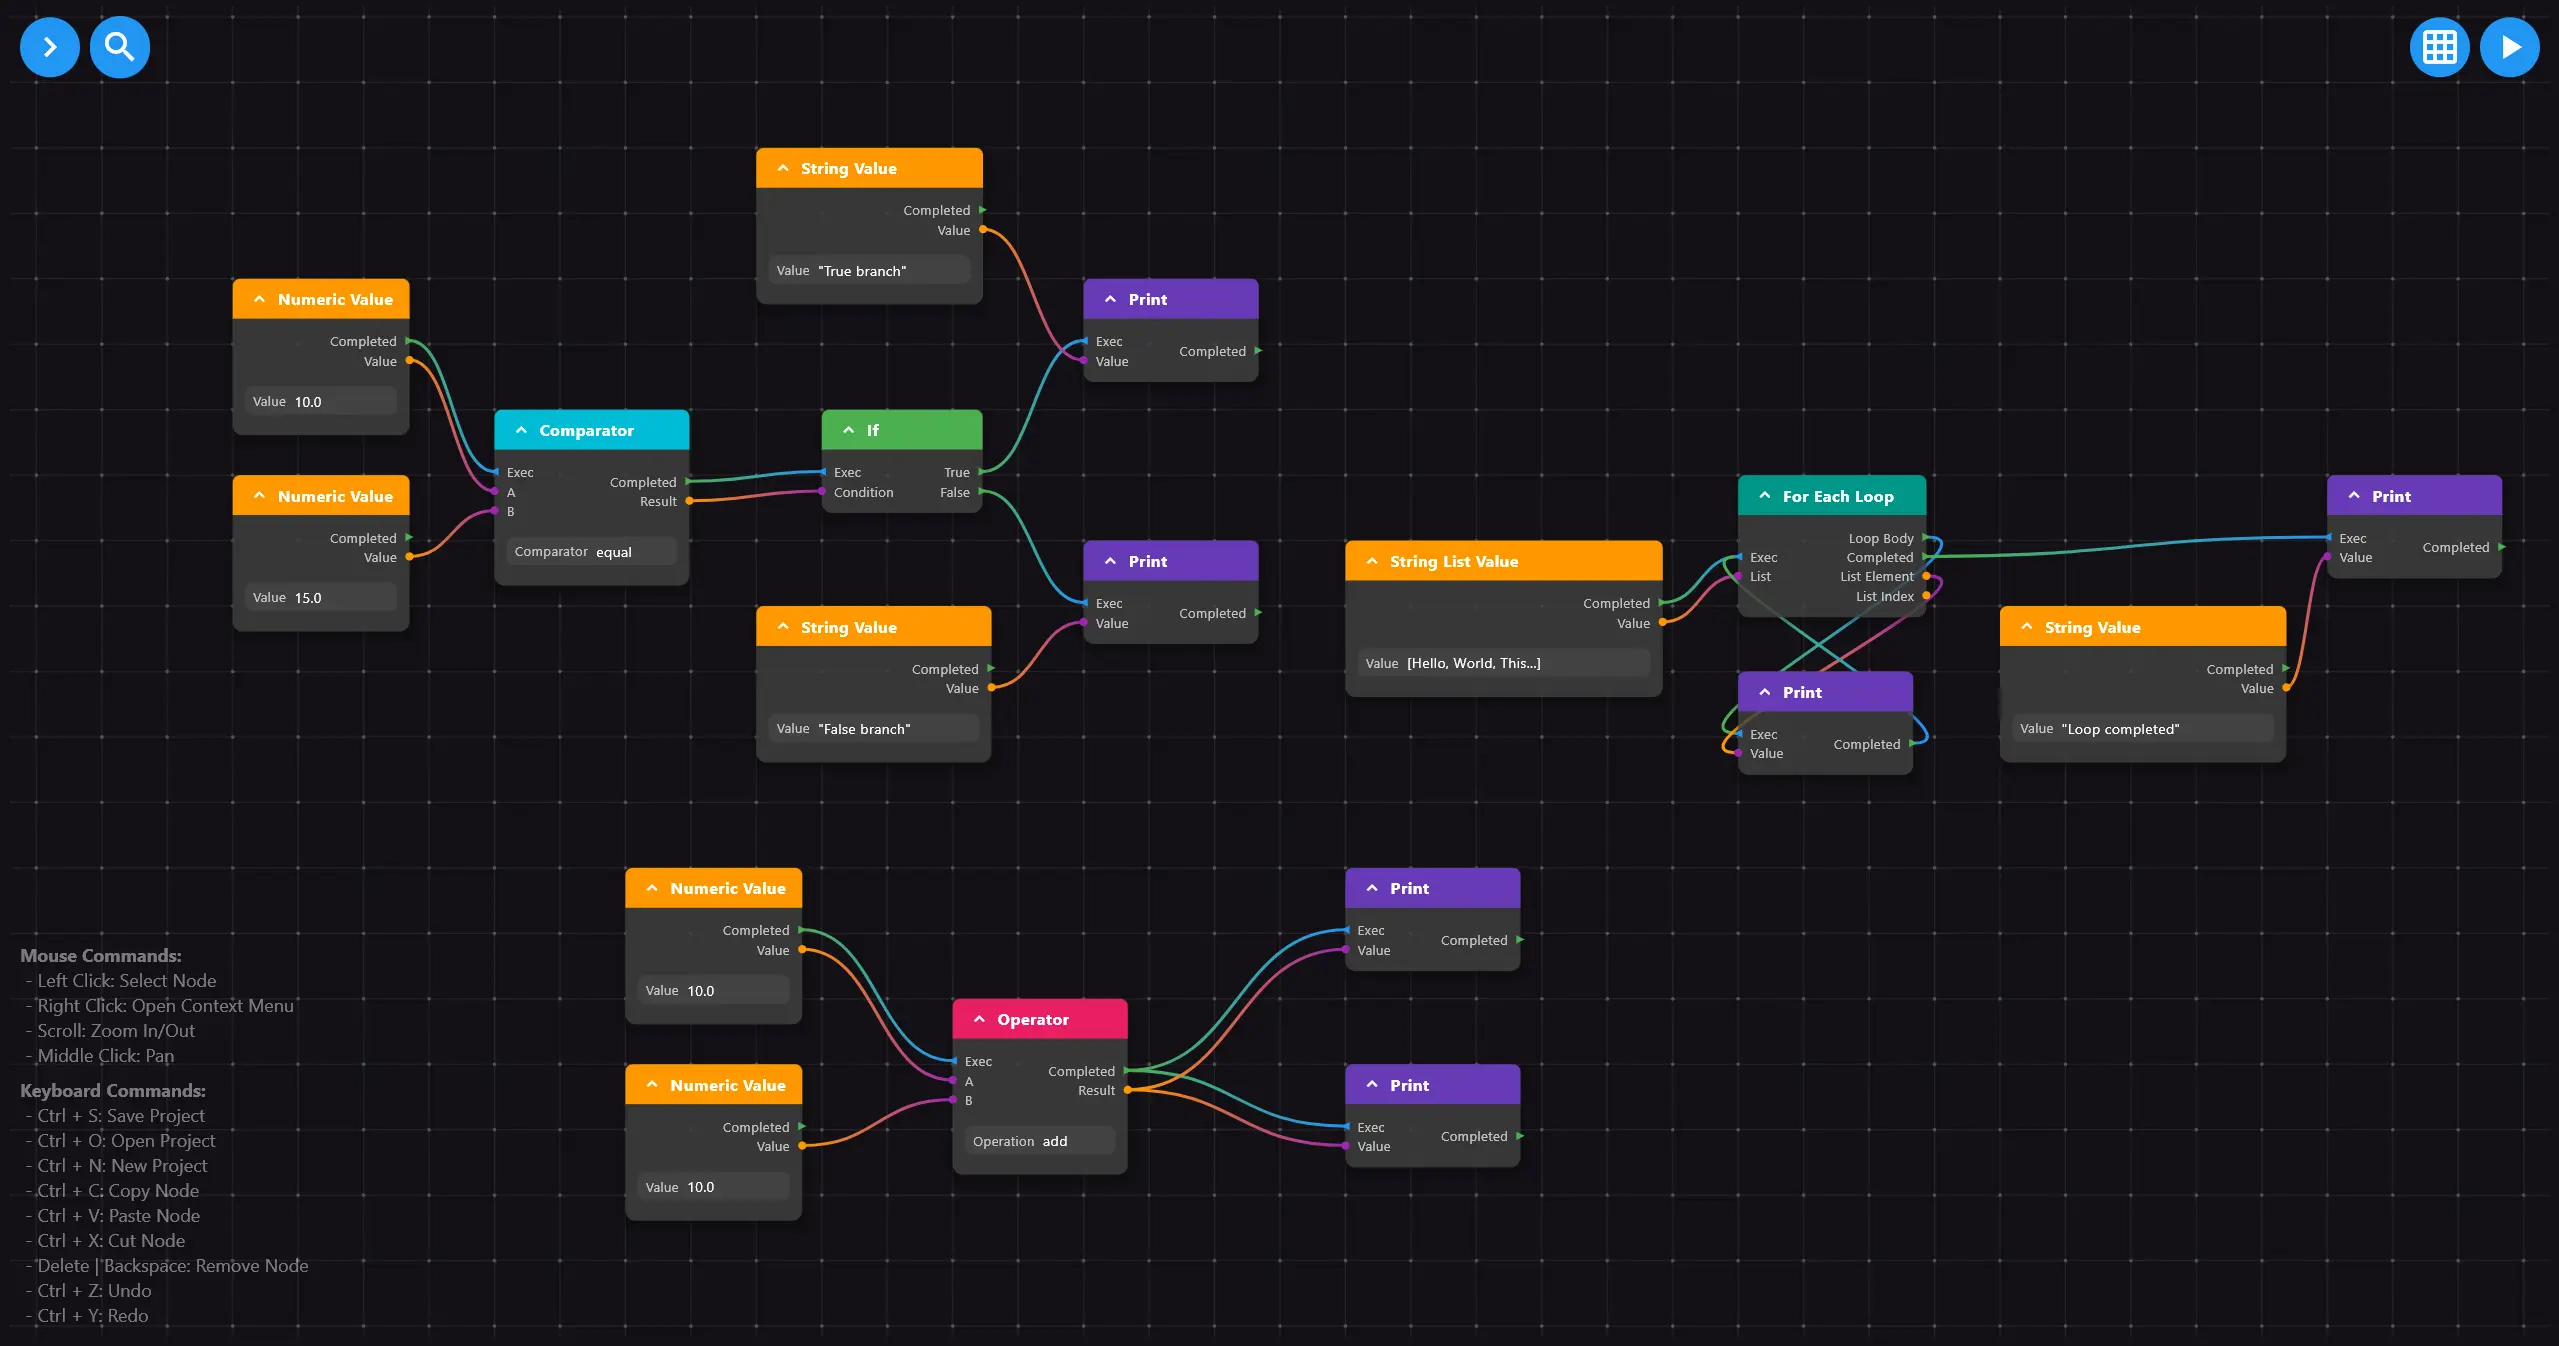 String Value
Completed
Value
Value "True branch"
Numeric Value
Completed
Value
Value 10.0
Print
Exec
Value
Completed
Comparator
Exec
A
B
Completed
Result
Comparator equal
If
Exec
Condition
True
False
Numeric Value
Completed
Value
Value 15.0
Print
Exec
Value
Completed
String Value
Completed
Value
Value "False branch"
String List Value
Completed
Value
Value [Hello, World, This...]
For Each Loop
Exec
List
Loop Body
Completed
List Element
List Index
Print
Exec
Value
Completed
String Value
Completed
Value
Value "Loop completed"
Print
Exec
Value
Completed
Numeric Value
Completed
Value
Value 10.0
Numeric Value
Completed
Value
Value 10.0
Operator
Exec
A
B
Completed
Result
Operation add
Print
Exec
Value
Completed
Print
Exec
Value
Completed
Mouse Commands:
- Left Click: Select Node
- Right Click: Open Context Menu
- Scroll: Zoom In/Out
- Middle Click: Pan
Keyboard Commands:
- Ctrl + S: Save Project
- Ctrl + O: Open Project
- Ctrl + N: New Project
- Ctrl + C: Copy Node
- Ctrl + V: Paste Node
- Ctrl + X: Cut Node
- Delete | Backspace: Remove Node
- Ctrl + Z: Undo
- Ctrl + Y: Redo